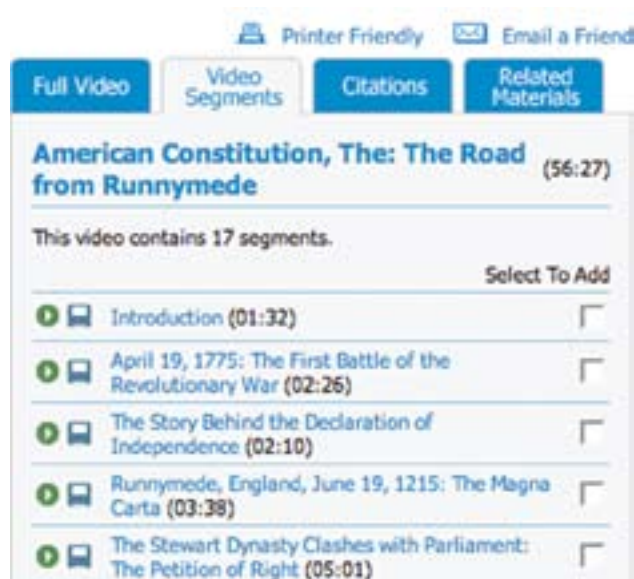 Printer Friendly Email a Friend
Full Video
Video
Segments
Citations
Related
Materials
American Constitution, The: The Road
from Runnymede
(56:27)
This video contains 17 segments.
Select To Add
Introduction (01:32)
April 19, 1775: The First Battle of the
Revolutionary War (02:26)
The Story Behind the Declaration of
Independence (02:10)
Runnymede, England, June 19, 1215: The Magna
Carta (03:38)
The Stewart Dynasty Clashes with Parliament:
The Petition of Right (05:01)